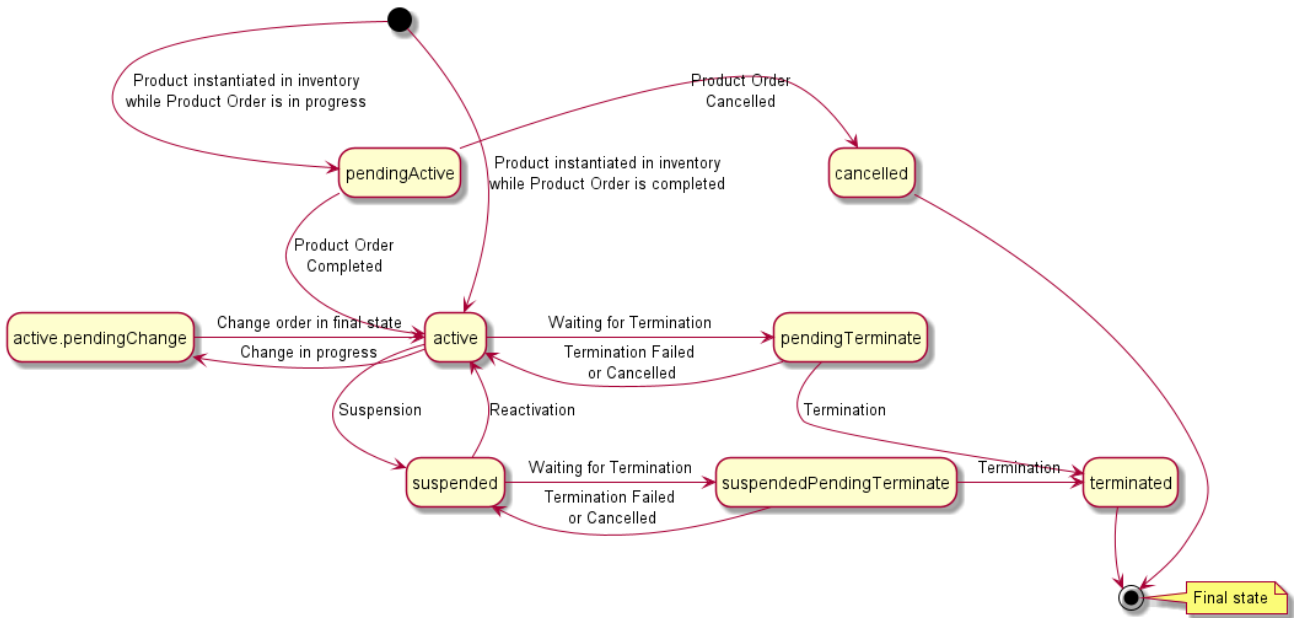 Product instantiated in inventory
while Product Order is in progress
Product Order
Cancelled
pendingActive
Product instantiated in inventory
while Product Order is completed
cancelled
Product Order
Completed
active.pendingChange
Change order in final state
Change in progress
active
Waiting for Termination
Termination Failed
or Cancelled
pendingTerminate
Suspension
Reactivation
Termination
suspended
Waiting for Termination
Termination Failed
or Cancelled
suspendedPendingTerminate
Termination
terminated
Final state